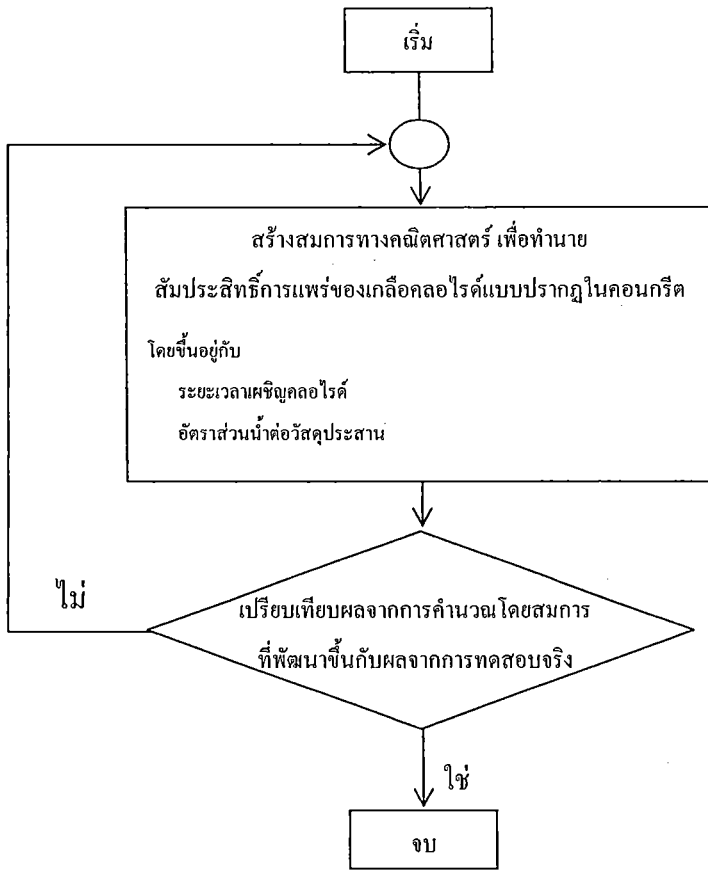 เริ่ม
สร้างสมการทางคณิตศาสตร์ เพื่อทำนาย
สัมประสิทธิ์การแพร่ของเกลือคลอไรด์แบบปรากฏในคอนกรีต
โดยขึ้นอยู่กับ
ระยะเวลาเผชิญคลอไรด์
อัตราส่วนน้ำต่อวัสดุประสาน
ไม่
เปรียบเทียบผลจากการคำนวณโดยสมการ
ที่พัฒนาขึ้นกับผลจากการทดสอบจริง
ใช่
จบ